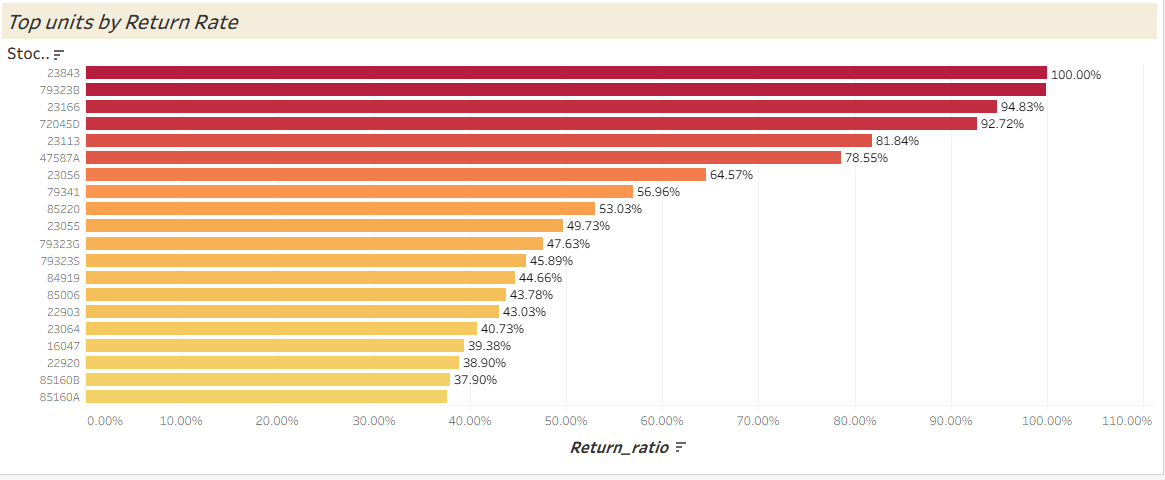 Top units by Return Rate
Stoc..
23843 100.00%
79323B
23166 94.83%
72045D 92.72%
23113 81.84%
47587A 78.55%
23056 64.57%
79341 56.96%
85220 53.03%
23055 49.73%
79323G 47.63%
79323S 45.89%
84919 44.66%
85006 43.78%
22903 43.03%
23064 40.73%
16047 39.38%
22920 38.90%
85160B 37.90%
85160A
0.00% 10.00% 20.00% 30.00% 40.00% 50.00% 60.00% 70.00% 80.00% 90.00% 100.00% 110.00%
Return_ratio